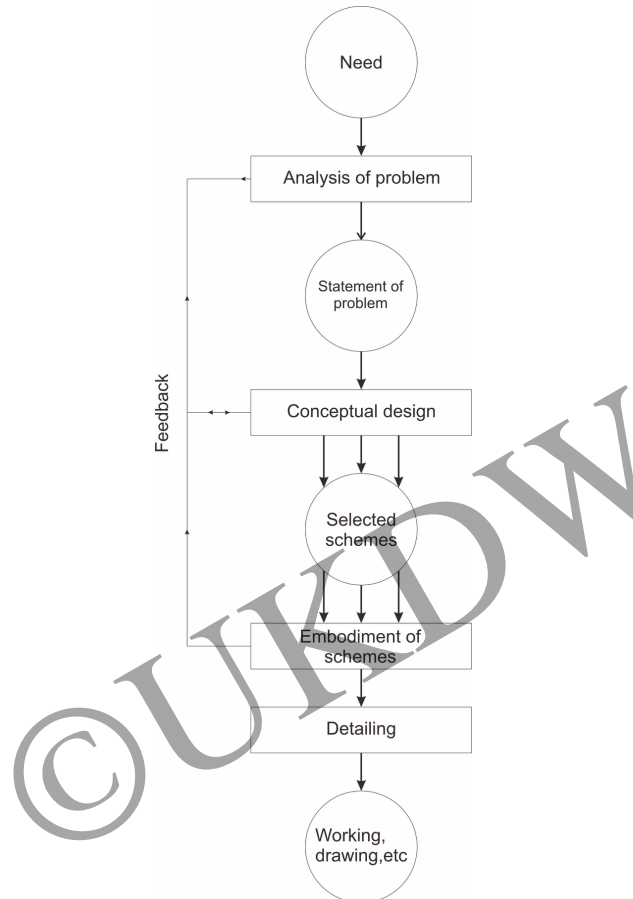 Need
Analysis of problem
Statement of
problem
Conceptual design
Feedback
Selected
schemes
Embodiment of
schemes
Detailing
Working,
drawing,etc
©UKDW